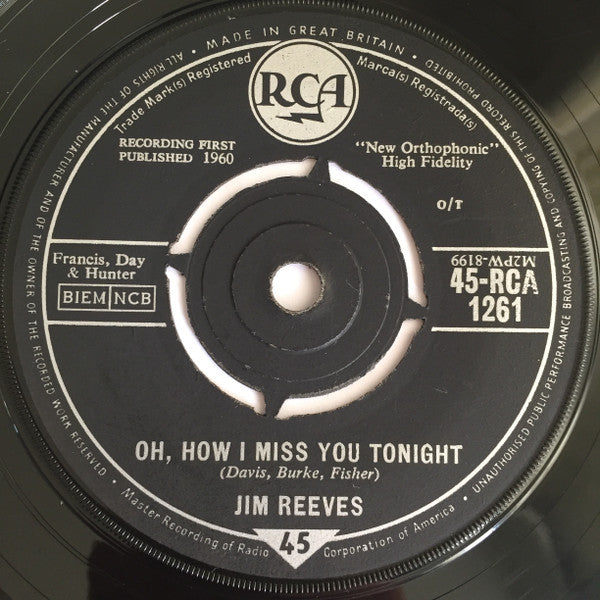 · MADE IN GREAT BRITAIN ·
ALL RIGHTS OF THE MANUFACTURER AND OF THE OWNER OF THE RECORDED WORK RESERVED ·
UNAUTHORISED PUBLIC PERFORMANCE BROADCASTING AND COPYING OF THIS RECORD PROHIBITED
Trade Mark(s) Registered
RCA
Marca(s) Registrada(s)
RECORDING FIRST
PUBLISHED 1960
"New Orthophonic"
High Fidelity
O/T
Francis, Day
& Hunter
BIEM NCB
M2PW-8199
45-RCA
1261
OH, HOW I MISS YOU TONIGHT
(Davis, Burke, Fisher)
JIM REEVES
· Master Recording of Radio Corporation of America ·
45